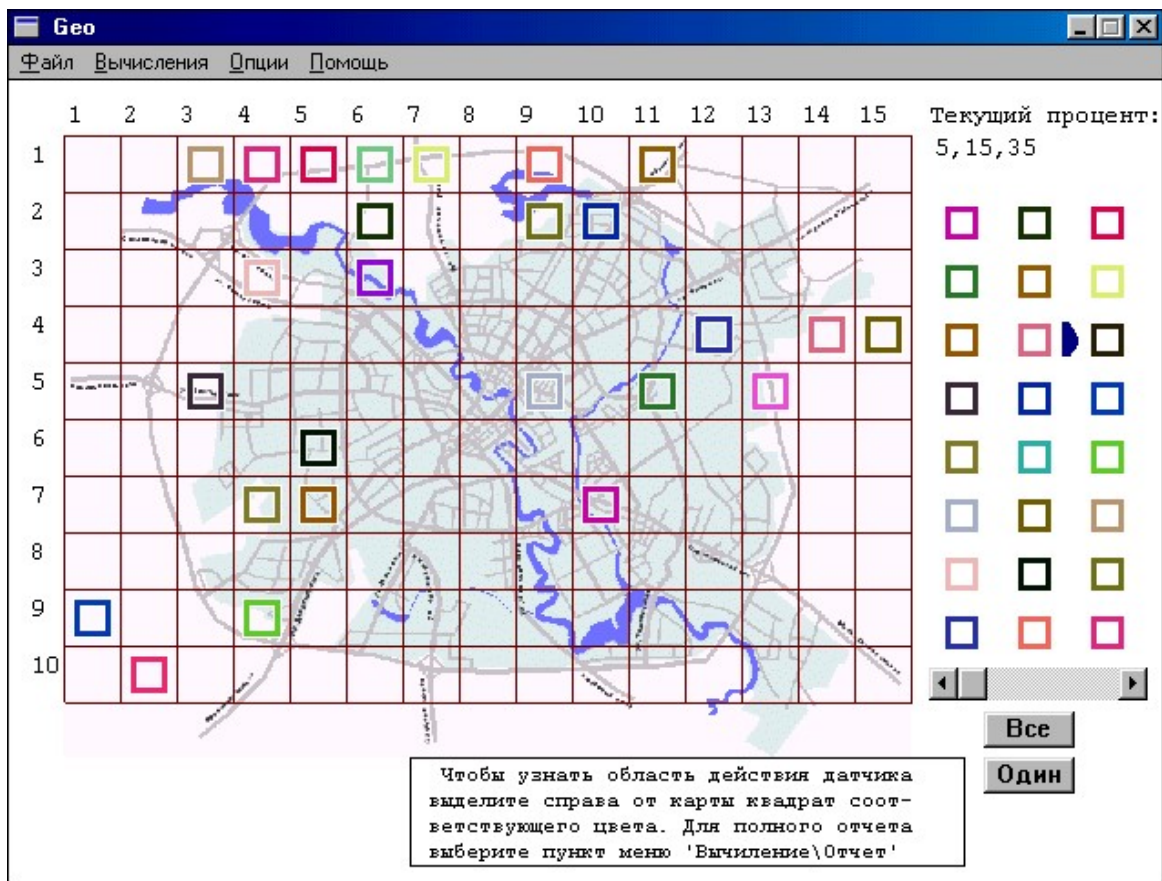 Geo
Файл Вычисления Опции Помощь
1 2 3 4 5 6 7 8 9 10 11 12 13 14 15
Текущий процент:
5,15,35
1
2
3
4
5
6
7
8
9
10
Все
Один
Чтобы узнать область действия датчика
выделите справа от карты квадрат соот-
ветствующего цвета. Для полного отчета
выберите пункт меню 'Вычиление\Отчет'